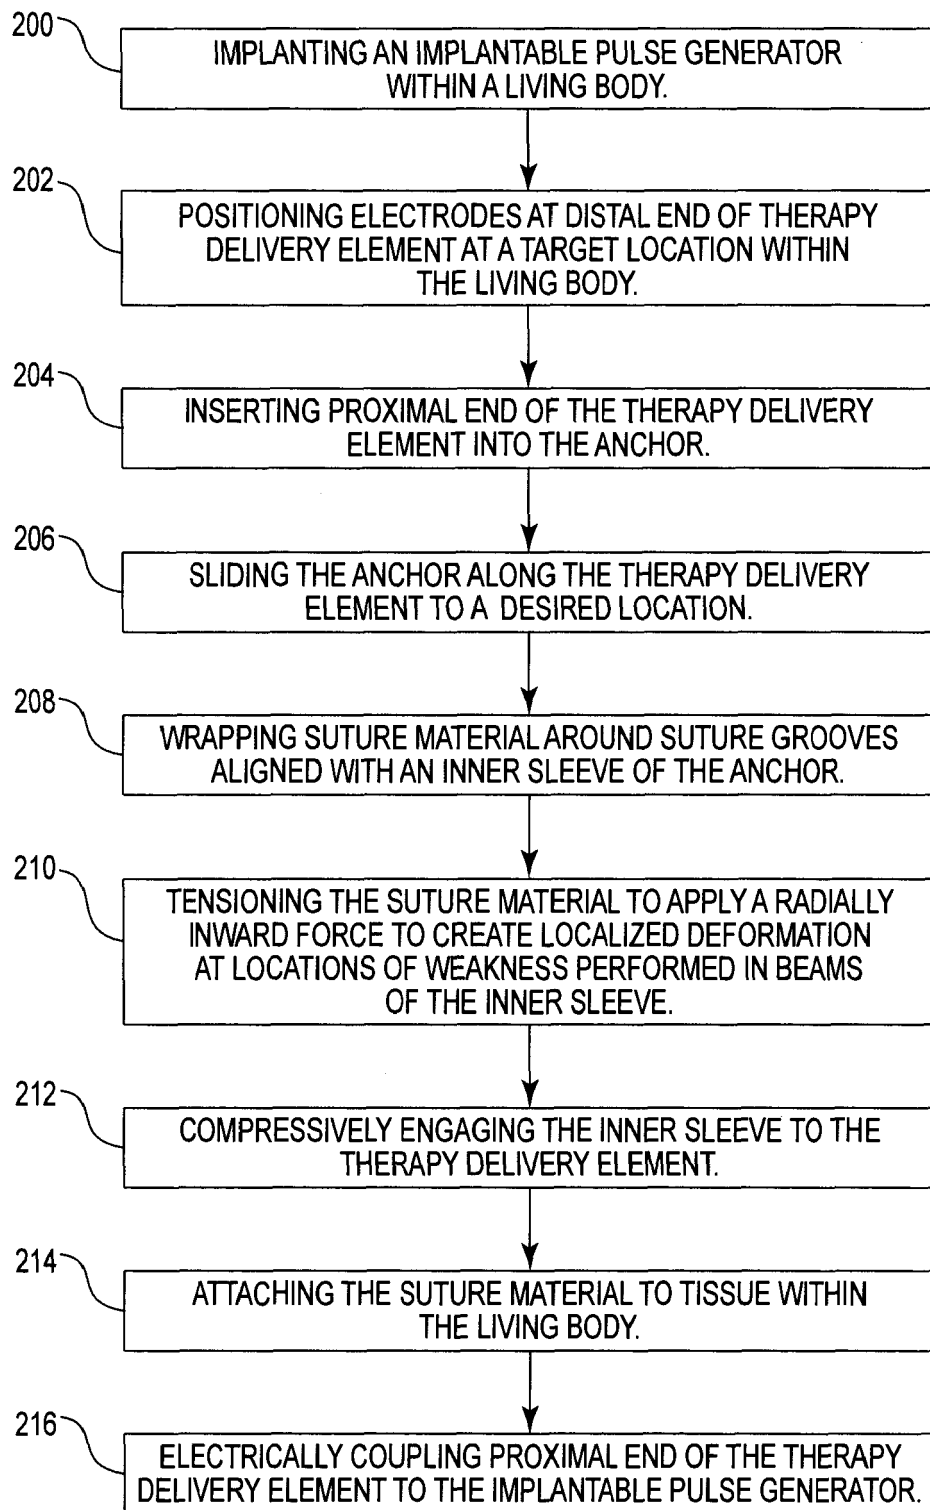 200
IMPLANTING AN IMPLANTABLE PULSE GENERATOR
WITHIN A LIVING BODY.
202
POSITIONING ELECTRODES AT DISTAL END OF THERAPY
DELIVERY ELEMENT AT A TARGET LOCATION WITHIN
THE LIVING BODY.
204
INSERTING PROXIMAL END OF THE THERAPY DELIVERY
ELEMENT INTO THE ANCHOR.
206
SLIDING THE ANCHOR ALONG THE THERAPY DELIVERY
ELEMENT TO A DESIRED LOCATION.
208
WRAPPING SUTURE MATERIAL AROUND SUTURE GROOVES
ALIGNED WITH AN INNER SLEEVE OF THE ANCHOR.
210
TENSIONING THE SUTURE MATERIAL TO APPLY A RADIALLY
INWARD FORCE TO CREATE LOCALIZED DEFORMATION
AT LOCATIONS OF WEAKNESS PERFORMED IN BEAMS
OF THE INNER SLEEVE.
212
COMPRESSIVELY ENGAGING THE INNER SLEEVE TO THE
THERAPY DELIVERY ELEMENT.
214
ATTACHING THE SUTURE MATERIAL TO TISSUE WITHIN
THE LIVING BODY.
216
ELECTRICALLY COUPLING PROXIMAL END OF THE THERAPY
DELIVERY ELEMENT TO THE IMPLANTABLE PULSE GENERATOR.